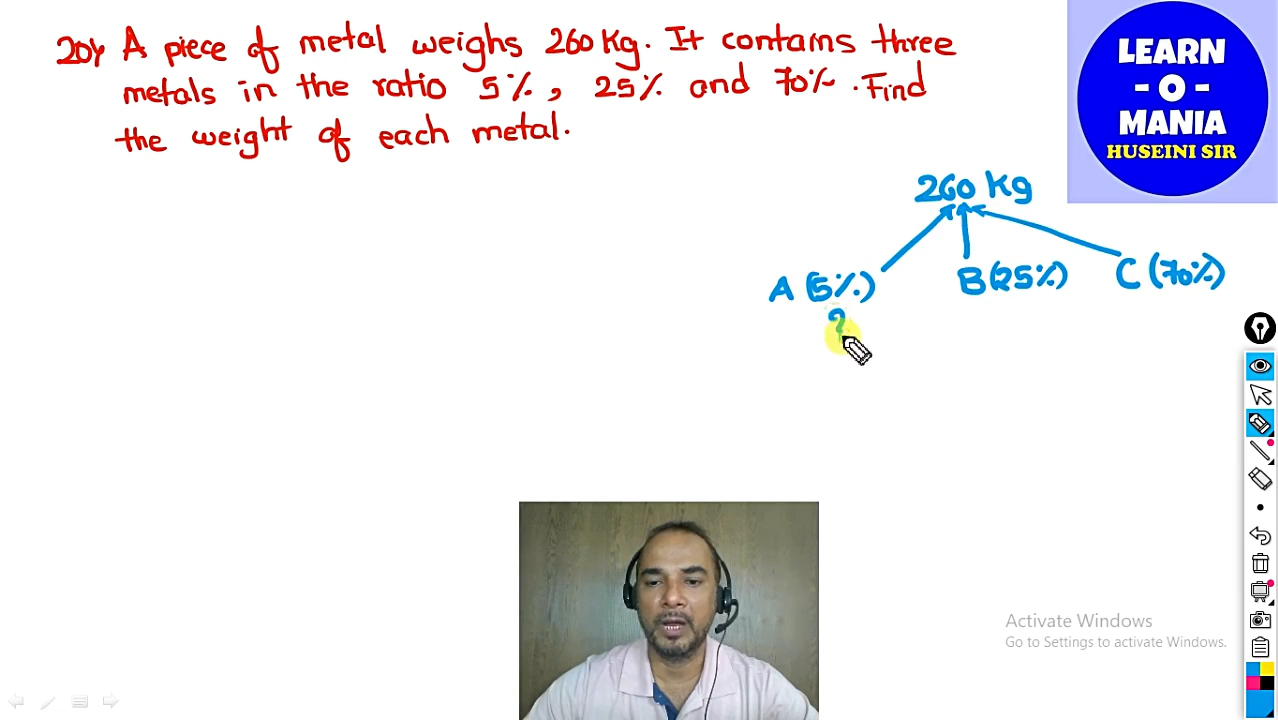 20) A piece of metal weighs 260 Kg. It contains three
metals in the ratio 5%, 25% and 70%. Find
the weight of each metal.
LEARN
- O -
MANIA
HUSEINI SIR
260 Kg
A (5%) B (25%) C (70%)
?
Activate Windows
Go to Settings to activate Windows.